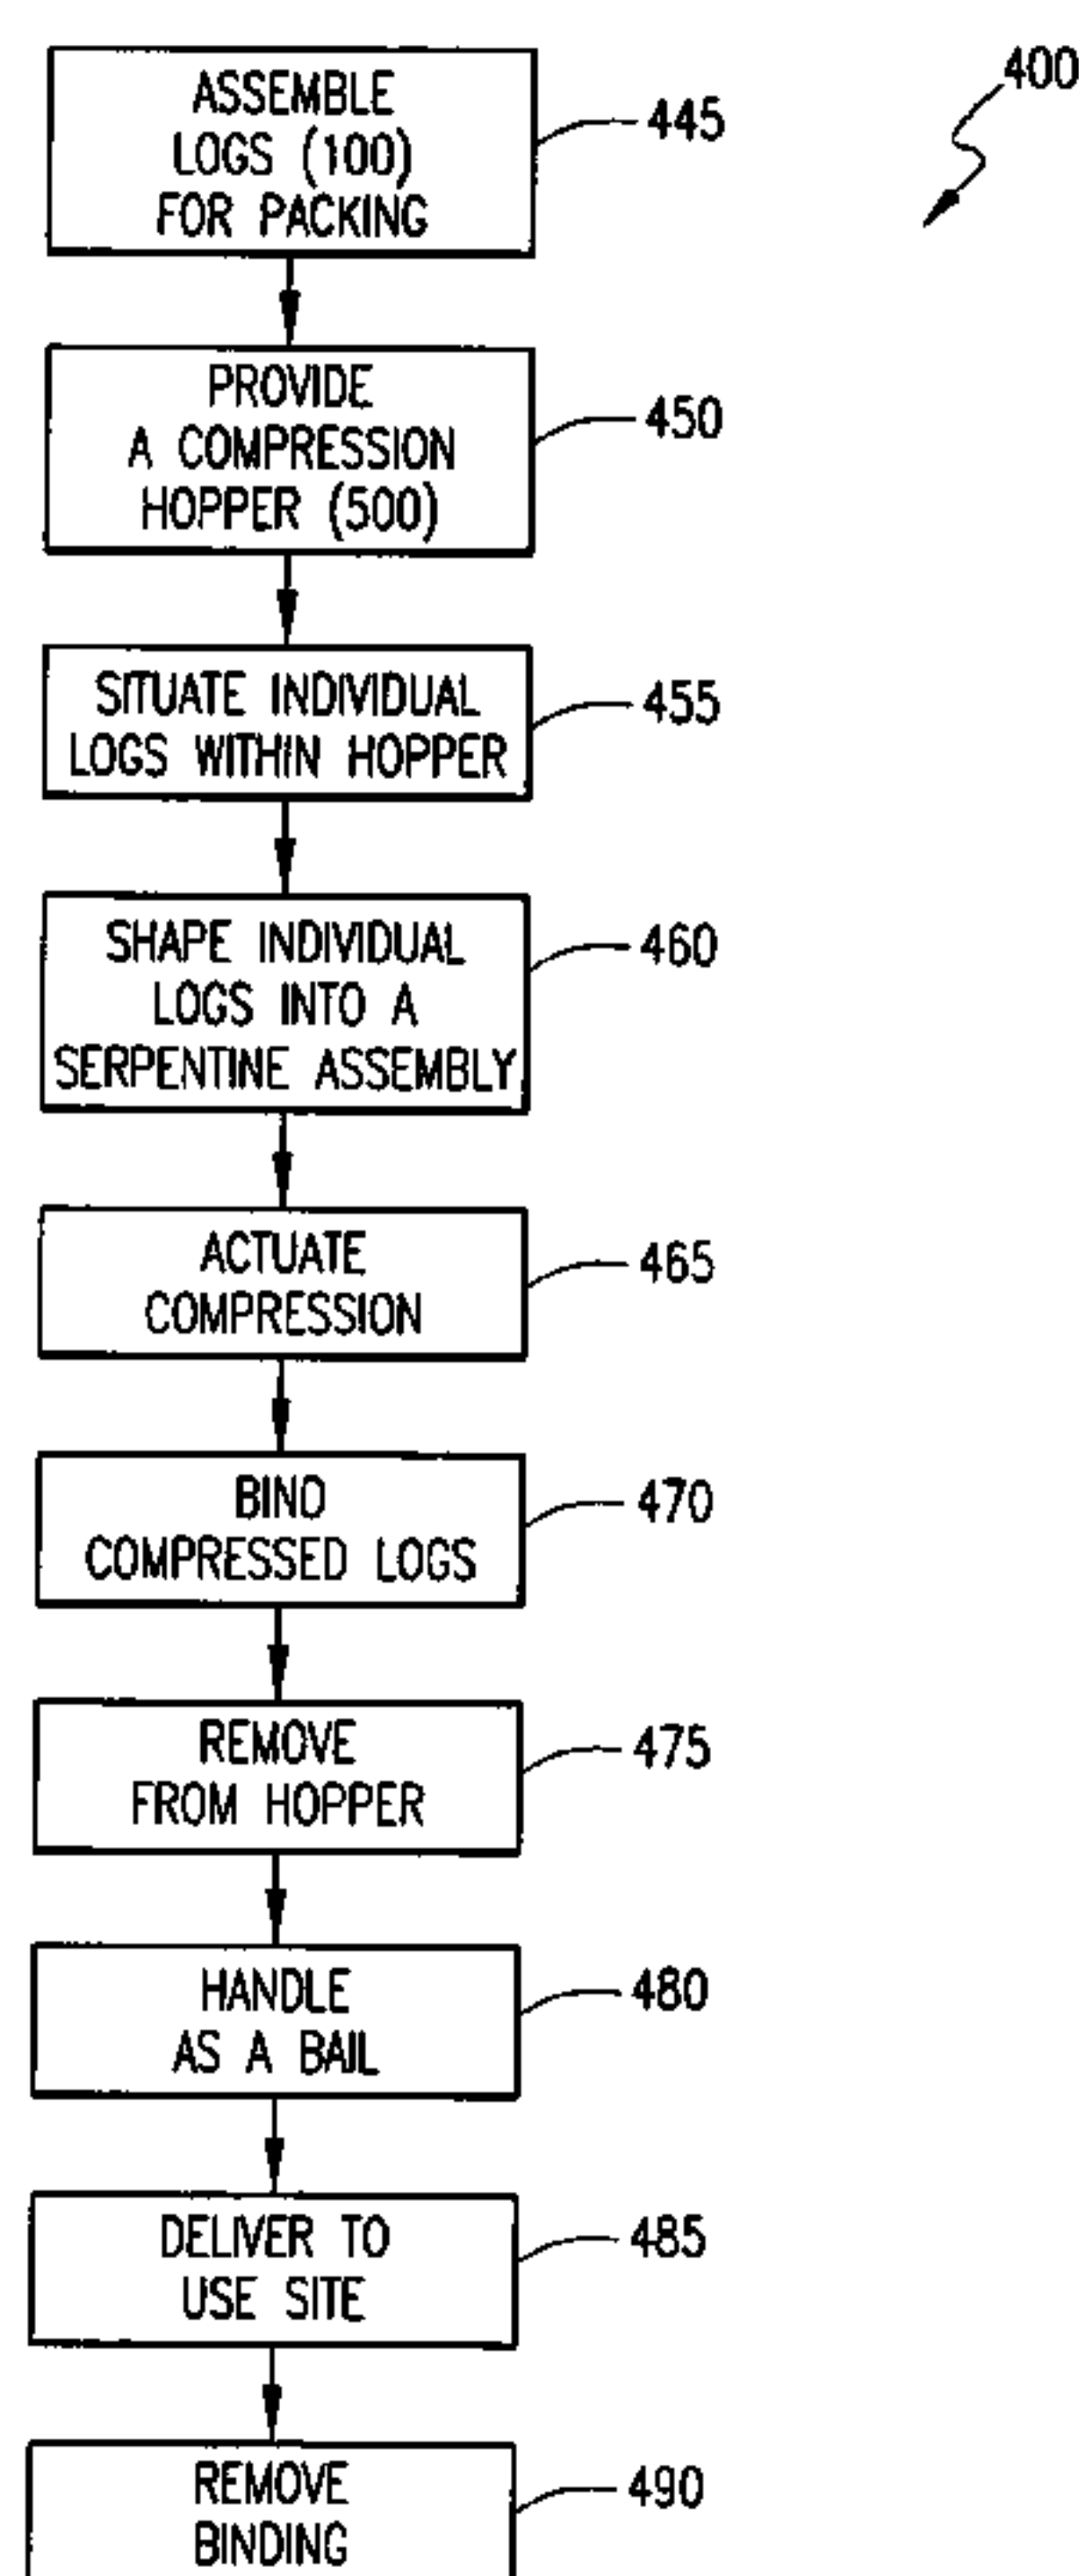 400
ASSEMBLE
LOGS (100)
FOR PACKING
445
PROVIDE
A COMPRESSION
HOPPER (500)
450
SITUATE INDIVIDUAL
LOGS WITHIN HOPPER
455
SHAPE INDIVIDUAL
LOGS INTO A
SERPENTINE ASSEMBLY
460
ACTUATE
COMPRESSION
465
BINO
COMPRESSED LOGS
470
REMOVE
FROM HOPPER
475
HANDLE
AS A BAIL
480
DELIVER TO
USE SITE
485
REMOVE
BINDING
490